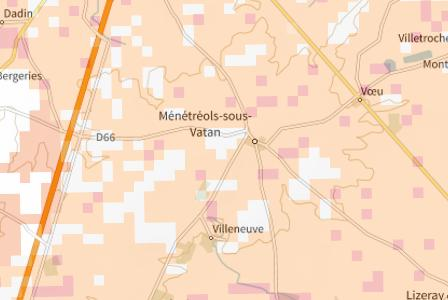 Dadin
Villetroche
Mont
Bergeries
Vœu
Ménétréols-sous-
Vatan
D66
Villeneuve
Lizeray